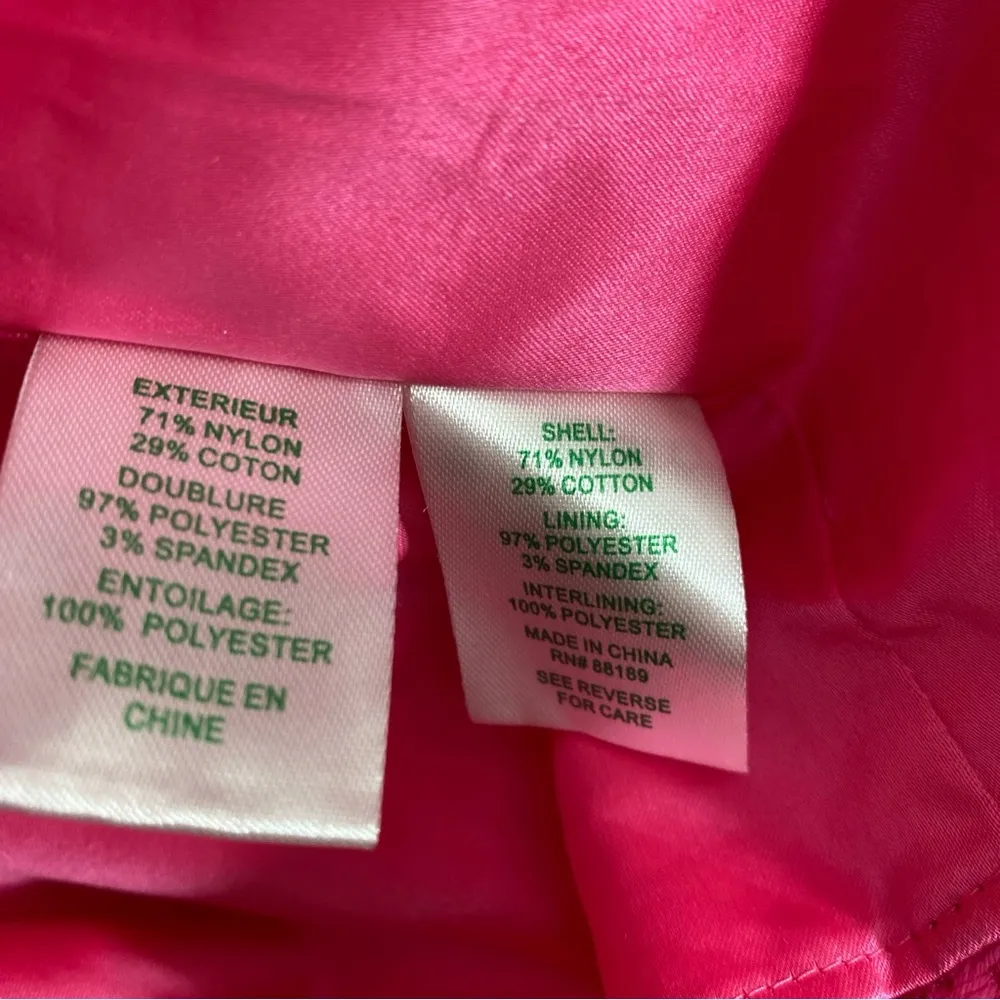 EXTERIEUR
71% NYLON
29% COTON
DOUBLURE
97% POLYESTER
3% SPANDEX
ENTOILAGE:
100% POLYESTER
FABRIQUE EN
CHINE
SHELL:
71% NYLON
29% COTTON
LINING:
97% POLYESTER
3% SPANDEX
INTERLINING:
100% POLYESTER
MADE IN CHINA
RN# 88189
SEE REVERSE
FOR CARE